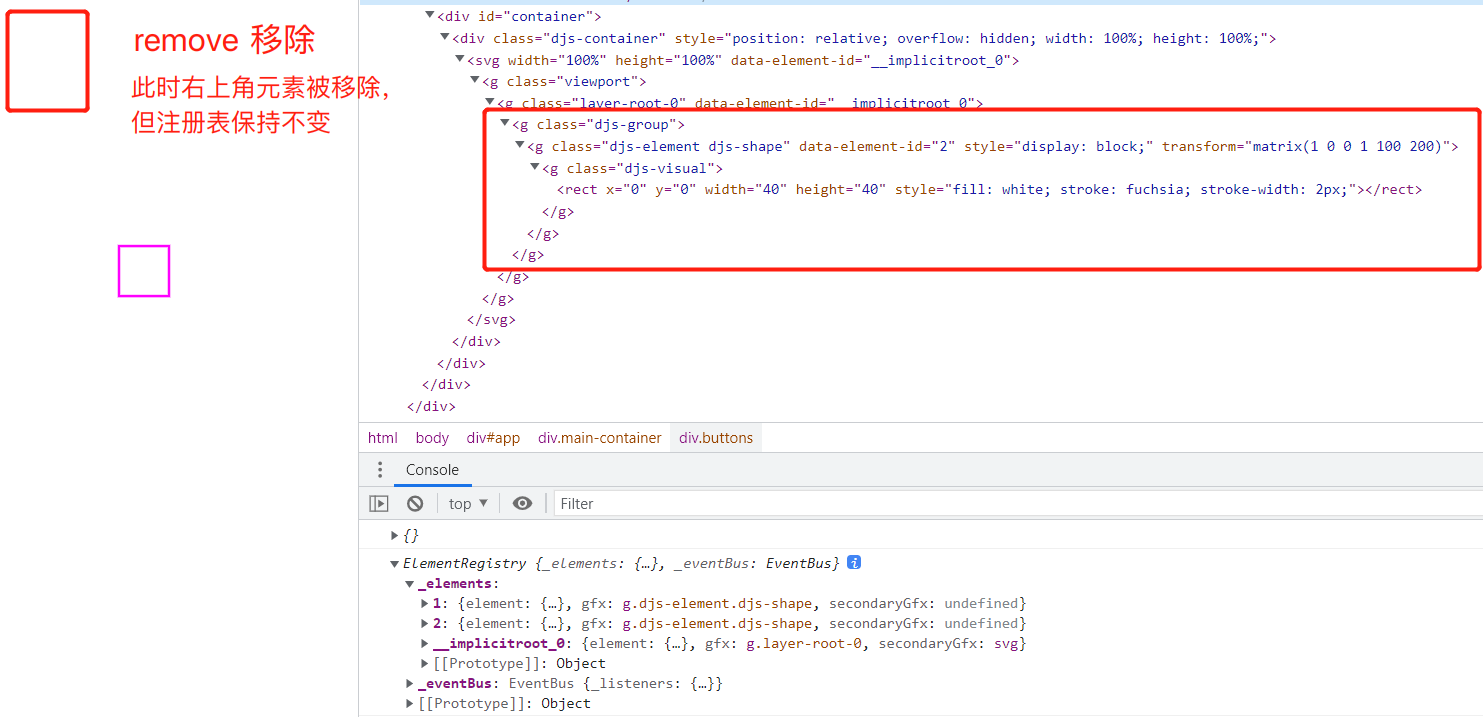 remove 移除
此时右上角元素被移除,
但注册表保持不变
<div id="container">
<div class="djs-container" style="position: relative; overflow: hidden; width: 100%; height: 100%;">
<svg width="100%" height="100%" data-element-id="__implicitroot_0">
<g class="viewport">
<g class="layer-root-0" data-element-id="__implicitroot_0">
<g class="djs-group">
<g class="djs-element djs-shape" data-element-id="2" style="display: block;" transform="matrix(1 0 0 1 100 200)">
<g class="djs-visual">
<rect x="0" y="0" width="40" height="40" style="fill: white; stroke: fuchsia; stroke-width: 2px;"></rect>
</g>
</g>
</g>
</g>
</g>
</svg>
</div>
</div>
</div>
</div>
html body div#app div.main-container div.buttons
Console
top Filter
{}
ElementRegistry {_elements: {…}, _eventBus: EventBus} i
_elements:
1: {element: {…}, gfx: g.djs-element.djs-shape, secondaryGfx: undefined}
2: {element: {…}, gfx: g.djs-element.djs-shape, secondaryGfx: undefined}
__implicitroot_0: {element: {…}, gfx: g.layer-root-0, secondaryGfx: svg}
[[Prototype]]: Object
_eventBus: EventBus {_listeners: {…}}
[[Prototype]]: Object